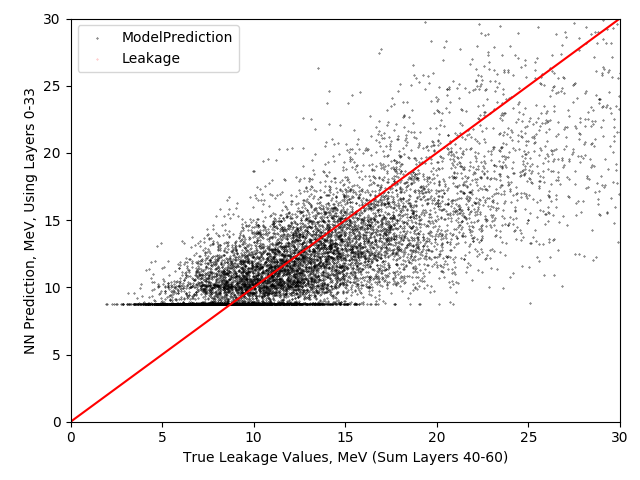 ModelPrediction
Leakage
NN Prediction, MeV, Using Layers 0-33
30
25
20
15
10
5
0
0 5 10 15 20 25 30
True Leakage Values, MeV (Sum Layers 40-60)